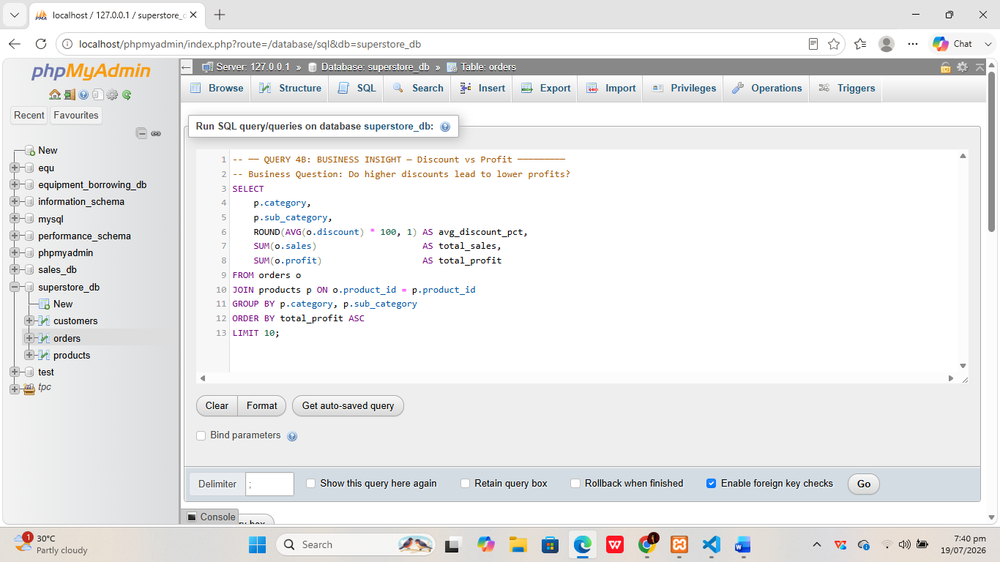 localhost / 127.0.0.1 / superstore_d
localhost/phpmyadmin/index.php?route=/database/sql&db=superstore_db
Chat
phpMyAdmin
Recent
Favourites
New
equ
equipment_borrowing_db
information_schema
mysql
performance_schema
phpmyadmin
sales_db
superstore_db
New
customers
orders
products
test
tpc
Server: 127.0.0.1 » Database: superstore_db » Table: orders
Browse Structure SQL Search Insert Export Import Privileges Operations Triggers
Run SQL query/queries on database superstore_db:
1 -- ── QUERY 4B: BUSINESS INSIGHT — Discount vs Profit ─────────
2 -- Business Question: Do higher discounts lead to lower profits?
3 SELECT
4     p.category,
5     p.sub_category,
6     ROUND(AVG(o.discount) * 100, 1) AS avg_discount_pct,
7     SUM(o.sales)                    AS total_sales,
8     SUM(o.profit)                   AS total_profit
9 FROM orders o
10 JOIN products p ON o.product_id = p.product_id
11 GROUP BY p.category, p.sub_category
12 ORDER BY total_profit ASC
13 LIMIT 10;
Clear Format Get auto-saved query
Bind parameters
Delimiter ; Show this query here again Retain query box Rollback when finished Enable foreign key checks Go
Console
1
30°C
Partly cloudy
Search
7:40 pm
19/07/2026